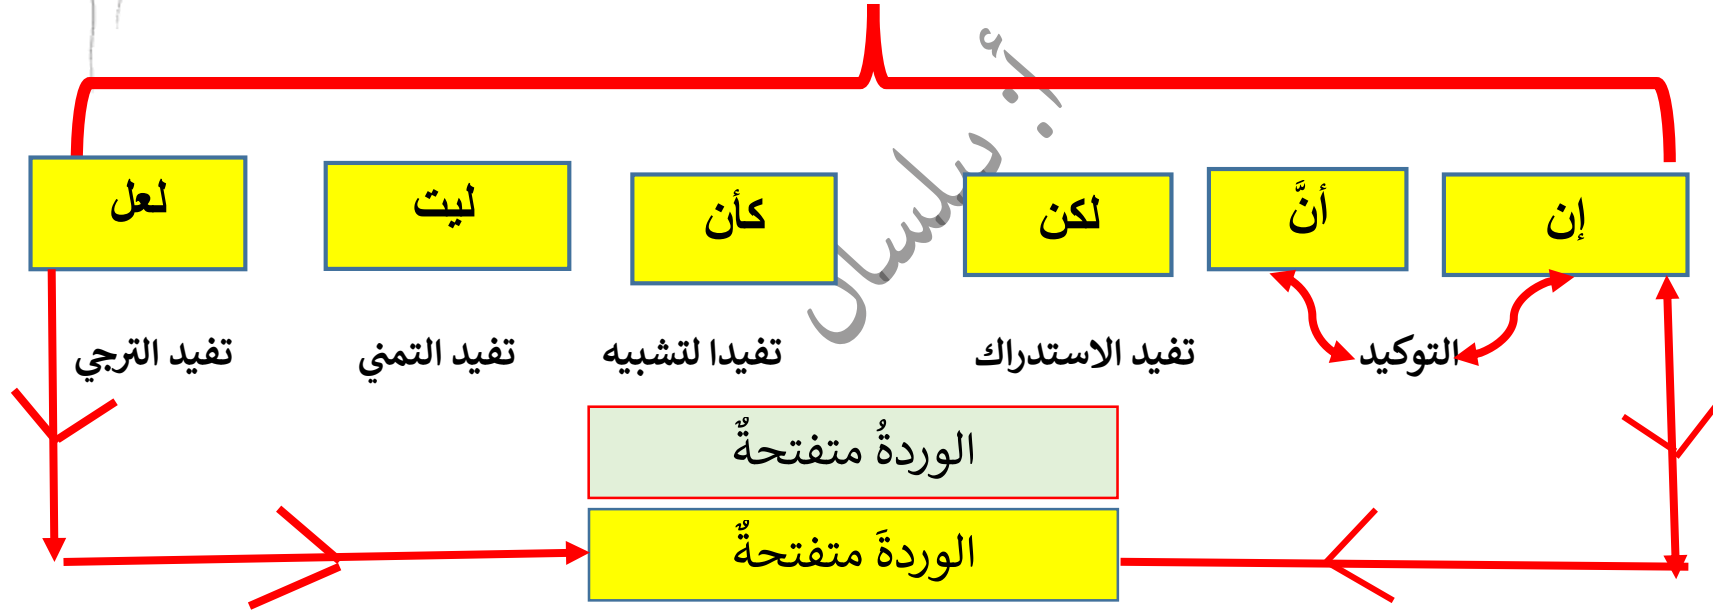 إن أنَّ لكن كأن ليت لعل
التوكيد تفيد الاستدراك تفيدا لتشبيه تفيد التمني تفيد الترجي
الوردةُ متفتحةٌ
الوردةَ متفتحةٌ
أ: بيلسان